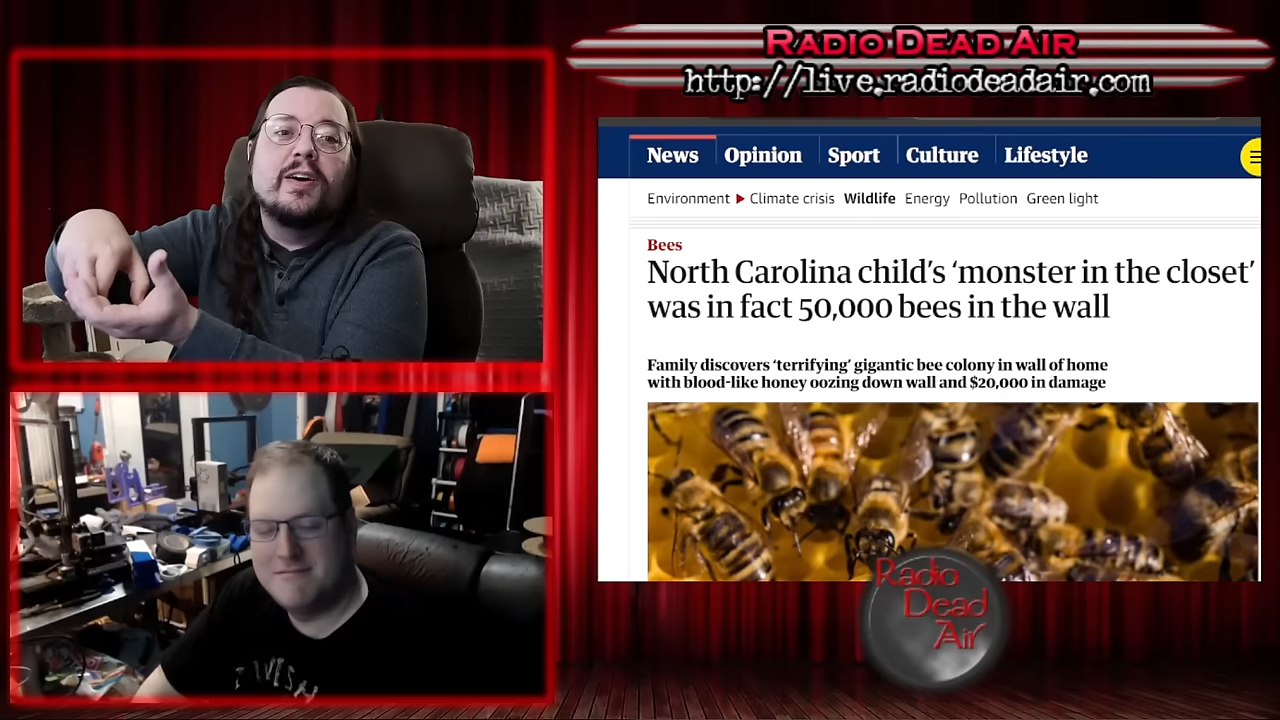 RADIO DEAD AIR
http://live.radiodeadair.com
News Opinion Sport Culture Lifestyle
Environment Climate crisis Wildlife Energy Pollution Green light
Bees
North Carolina child's ‘monster in the closet’
was in fact 50,000 bees in the wall
Family discovers ‘terrifying’ gigantic bee colony in wall of home
with blood-like honey oozing down wall and $20,000 in damage
Radio
Dead
Air